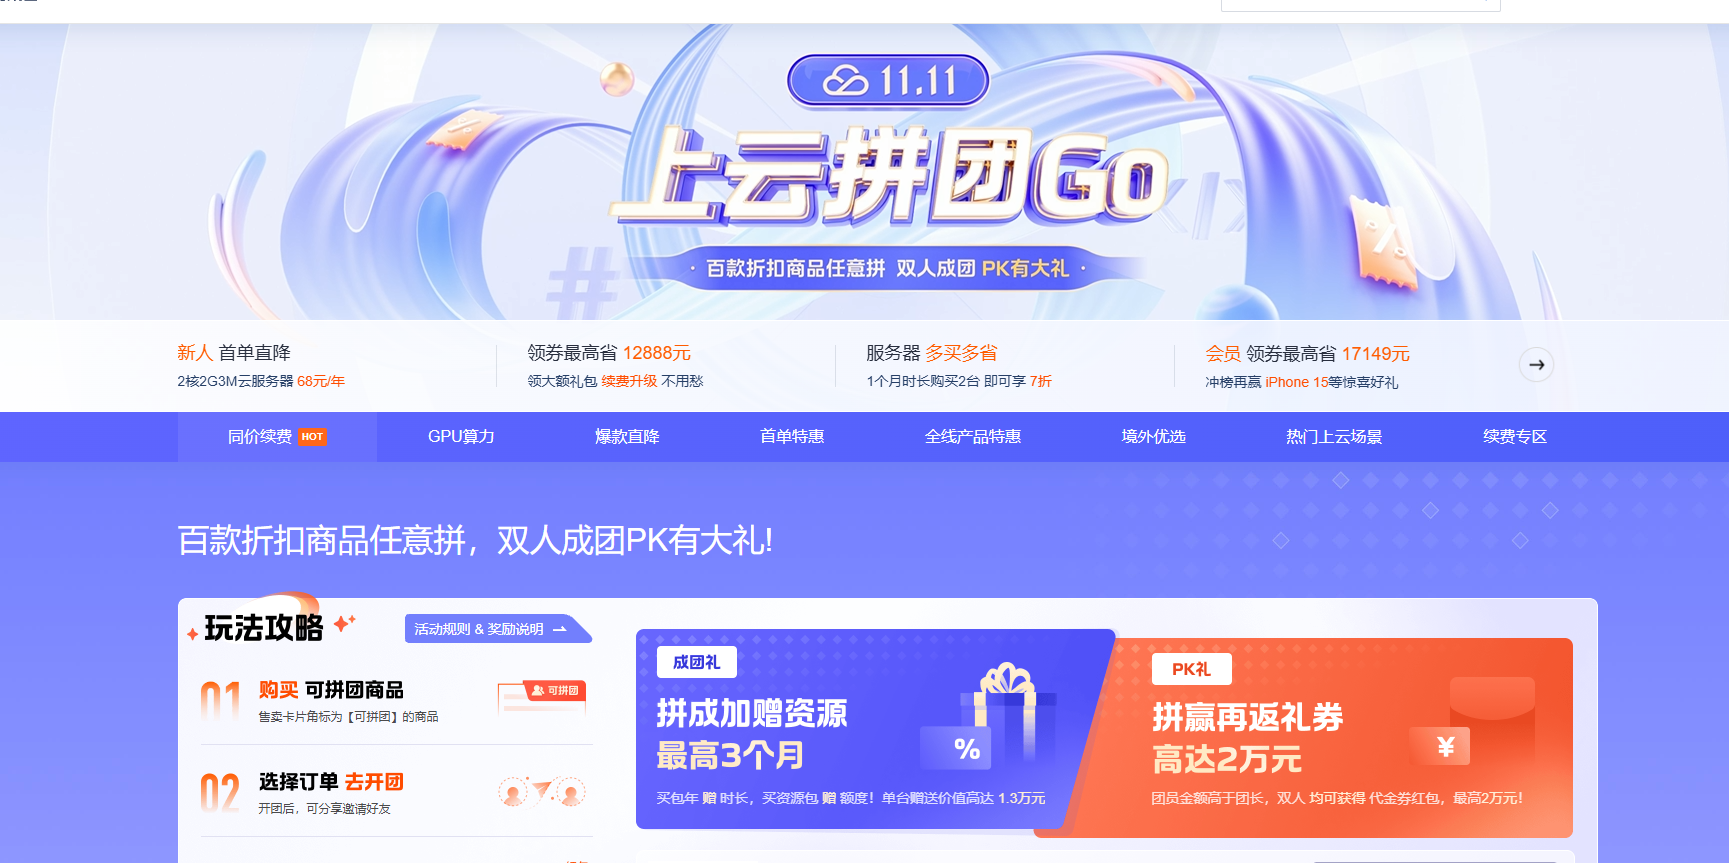 11.11
上云拼团Go
· 百款折扣商品任意拼 双人成团 PK有大礼 ·
新人 首单直降
2核2G3M云服务器 68元/年
领券最高省 12888元
领大额礼包 续费升级 不用愁
服务器 多买多省
1个月时长购买2台 即可享 7折
会员 领券最高省 17149元
冲榜再赢 iPhone 15等惊喜好礼
同价续费 HOT
GPU算力
爆款直降
首单特惠
全线产品特惠
境外优选
热门上云场景
续费专区
百款折扣商品任意拼，双人成团PK有大礼!
玩法攻略
活动规则 & 奖励说明
01
购买 可拼团商品
售卖卡片角标为【可拼团】的商品
可拼团
02
选择订单 去开团
开团后，可分享邀请好友
成团礼
拼成加赠资源
最高3个月
买包年 赠 时长，买资源包 赠 额度！单台赠送价值高达 1.3万元
%
PK礼
拼赢再返礼券
高达2万元
团员金额高于团长，双人 均可获得 代金券红包，最高2万元！
¥